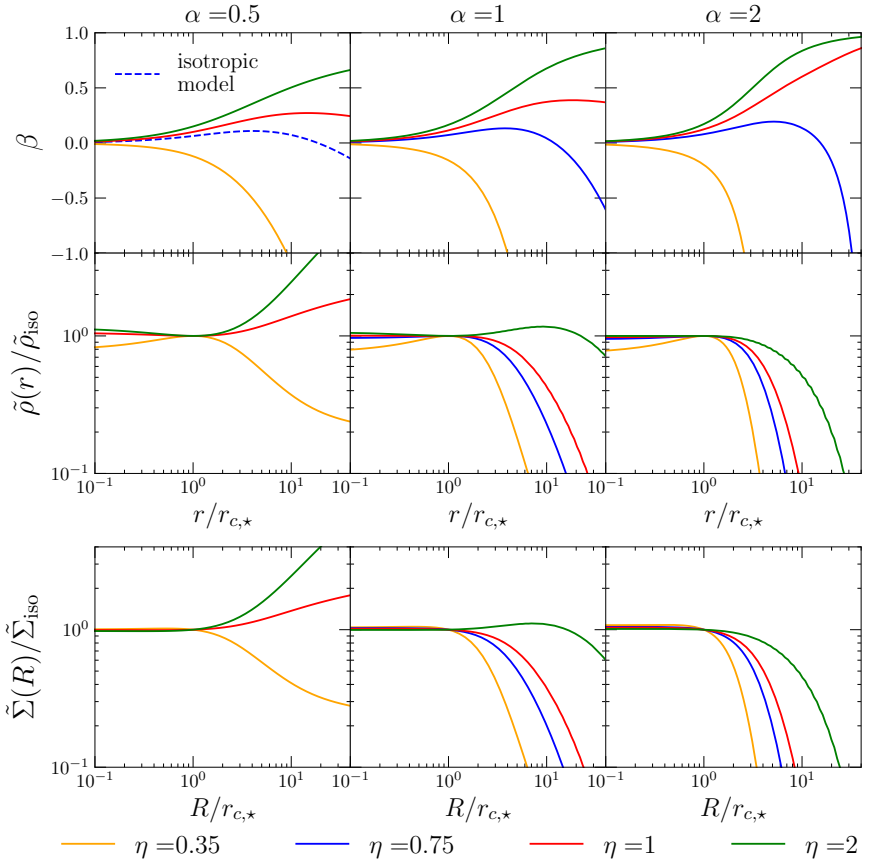 α =0.5 α =1 α =2
1.0
0.5
0.0
−0.5
−1.0
β
isotropic
model
10⁰
10⁻¹
ρ̃(r)/ρ̃iso
10⁻¹ 10⁰ 10¹ 10⁻¹ 10⁰ 10¹ 10⁻¹ 10⁰ 10¹
r/rc,⋆ r/rc,⋆ r/rc,⋆
10⁰
10⁻¹
Σ̃(R)/Σ̃iso
10⁻¹ 10⁰ 10¹ 10⁻¹ 10⁰ 10¹ 10⁻¹ 10⁰ 10¹
R/rc,⋆ R/rc,⋆ R/rc,⋆
η =0.35 η =0.75 η =1 η =2